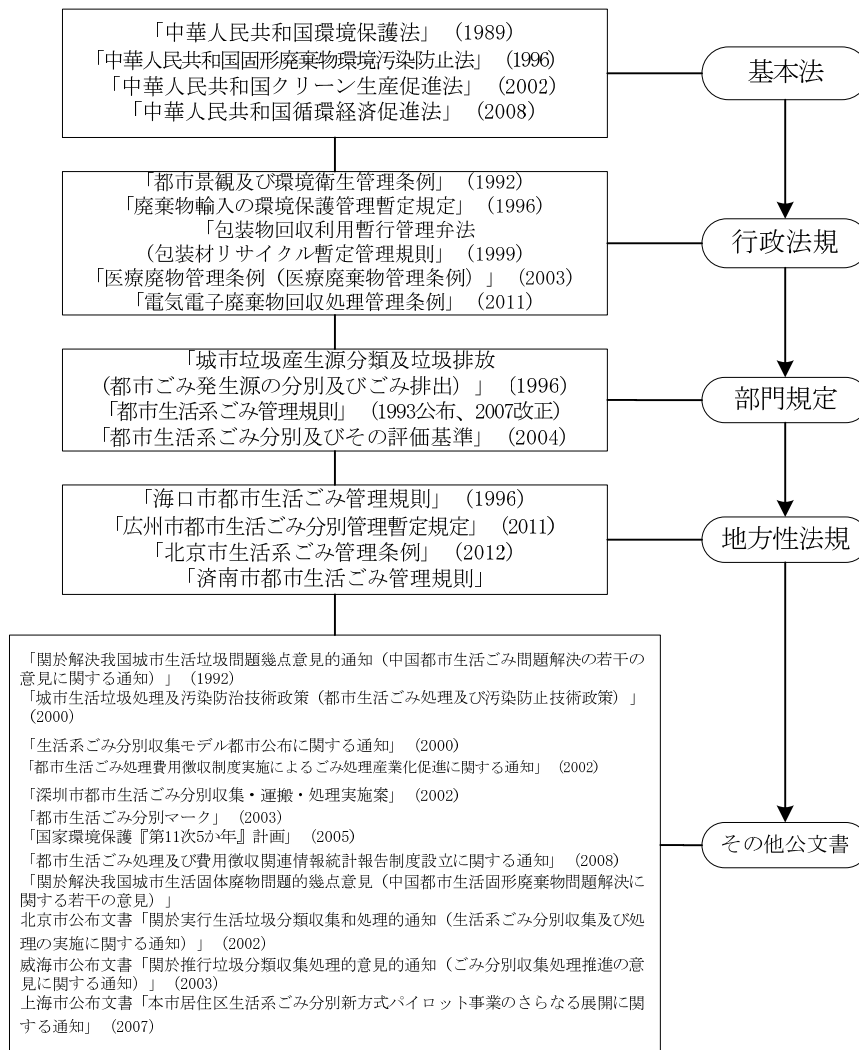 「中華人民共和国環境保護法」(1989)
「中華人民共和国固形廃棄物環境汚染防止法」(1996)
「中華人民共和国クリーン生産促進法」(2002)
「中華人民共和国循環経済促進法」(2008)
基本法
「都市景観及び環境衛生管理条例」(1992)
「廃棄物輸入の環境保護管理暫定規定」(1996)
「包装物回収利用暫行管理弁法
(包装材リサイクル暫定管理規則」(1999)
「医療廃物管理条例（医療廃棄物管理条例）」(2003)
「電気電子廃棄物回収処理管理条例」(2011)
行政法規
「城市垃圾産生源分類及垃圾排放
(都市ごみ発生源の分別及びごみ排出）」(1996)
「都市生活系ごみ管理規則」(1993公布、2007改正)
「都市生活系ごみ分別及びその評価基準」(2004)
部門規定
「海口市都市生活ごみ管理規則」(1996)
「広州市都市生活ごみ分別管理暫定規定」(2011)
「北京市生活系ごみ管理条例」(2012)
「済南市都市生活ごみ管理規則」
地方性法規
「関於解決我国城市生活垃圾問題幾点意見的通知（中国都市生活ごみ問題解決の若干の
意見に関する通知）」(1992)
「城市生活垃圾処理及汚染防治技術政策（都市生活ごみ処理及び汚染防止技術政策）」
(2000)
「生活系ごみ分別収集モデル都市公布に関する通知」(2000)
「都市生活ごみ処理費用徴収制度実施によるごみ処理産業化促進に関する通知」(2002)
「深圳市都市生活ごみ分別収集・運搬・処理実施案」(2002)
「都市生活ごみ分別マーク」(2003)
「国家環境保護『第11次5か年』計画」(2005)
「都市生活ごみ処理及び費用徴収関連情報統計報告制度設立に関する通知」(2008)
「関於解決我国城市生活固体廃物問題的幾点意見（中国都市生活固形廃棄物問題解決に
関する若干の意見）」
北京市公布文書「関於実行生活垃圾分類収集和処理的通知（生活系ごみ分別収集及び処
理の実施に関する通知）」(2002)
威海市公布文書「関於推行垃圾分類収集処理的意見的通知（ごみ分別収集処理推進の意
見に関する通知）」(2003)
上海市公布文書「本市居住区生活系ごみ分別新方式パイロット事業のさらなる展開に関
する通知」(2007)
その他公文書